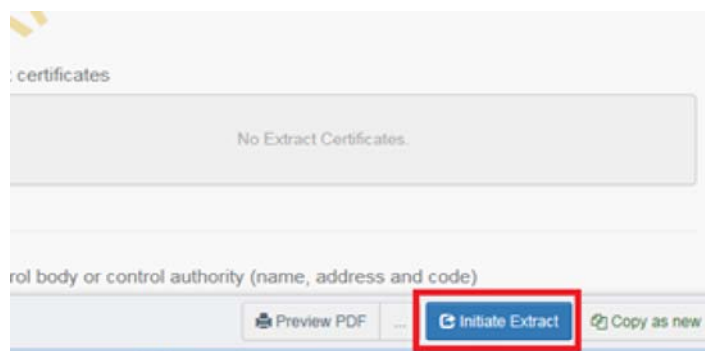 : certificates
No Extract Certificates.
rol body or control authority (name, address and code)
Preview PDF ... Initiate Extract Copy as new